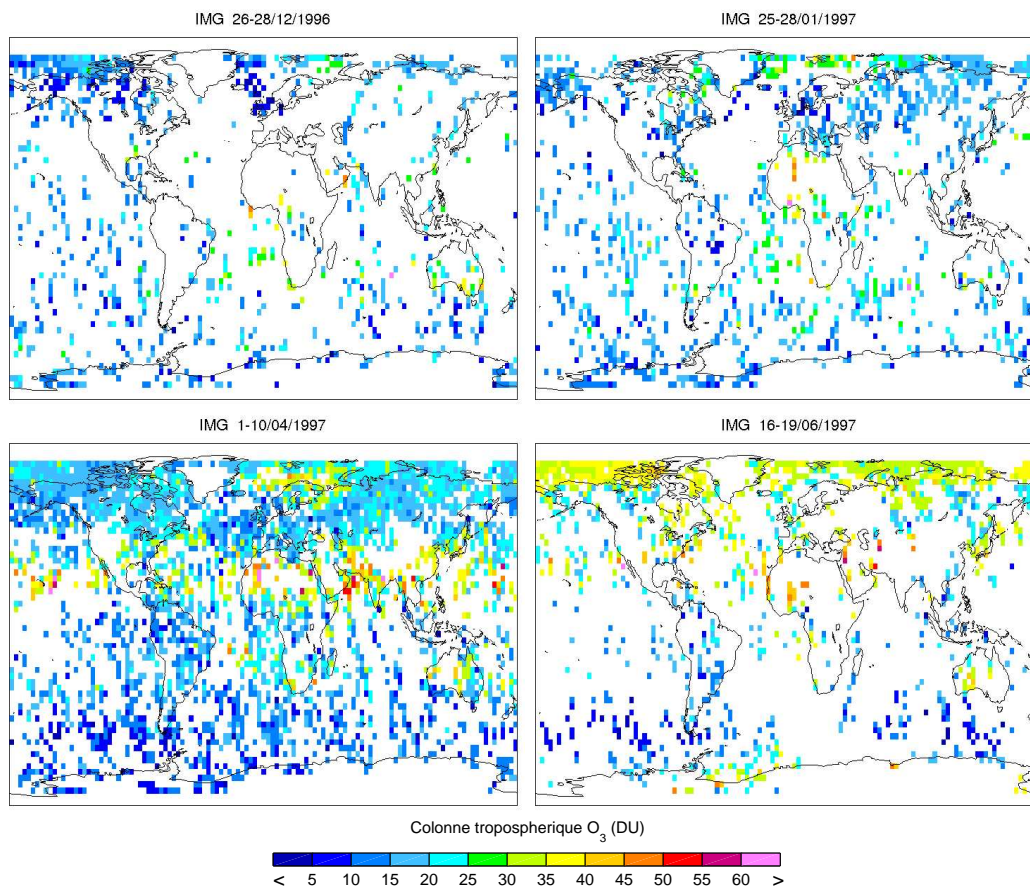 IMG 26-28/12/1996
IMG 25-28/01/1997
IMG 1-10/04/1997
IMG 16-19/06/1997
Colonne tropospherique O3 (DU)
< 5 10 15 20 25 30 35 40 45 50 55 60 >